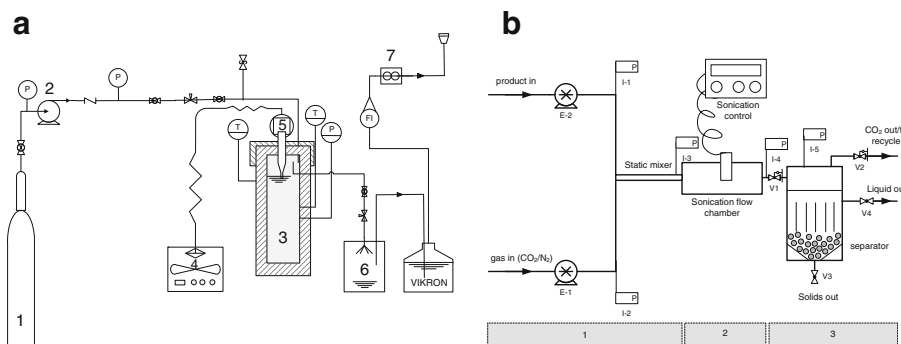 a
P
2
P
7
5
FI
T
T
P
3
4
6
VIKRON
1
b
product in
E-2
P
I-1
Sonication
control
Static mixer
P
I-3
P
I-4
P
I-5
CO₂ out/
recycle
V1
V2
Sonication flow
chamber
Liquid out
V4
separator
gas in (CO₂/N₂)
E-1
P
I-2
V3
Solids out
1
2
3